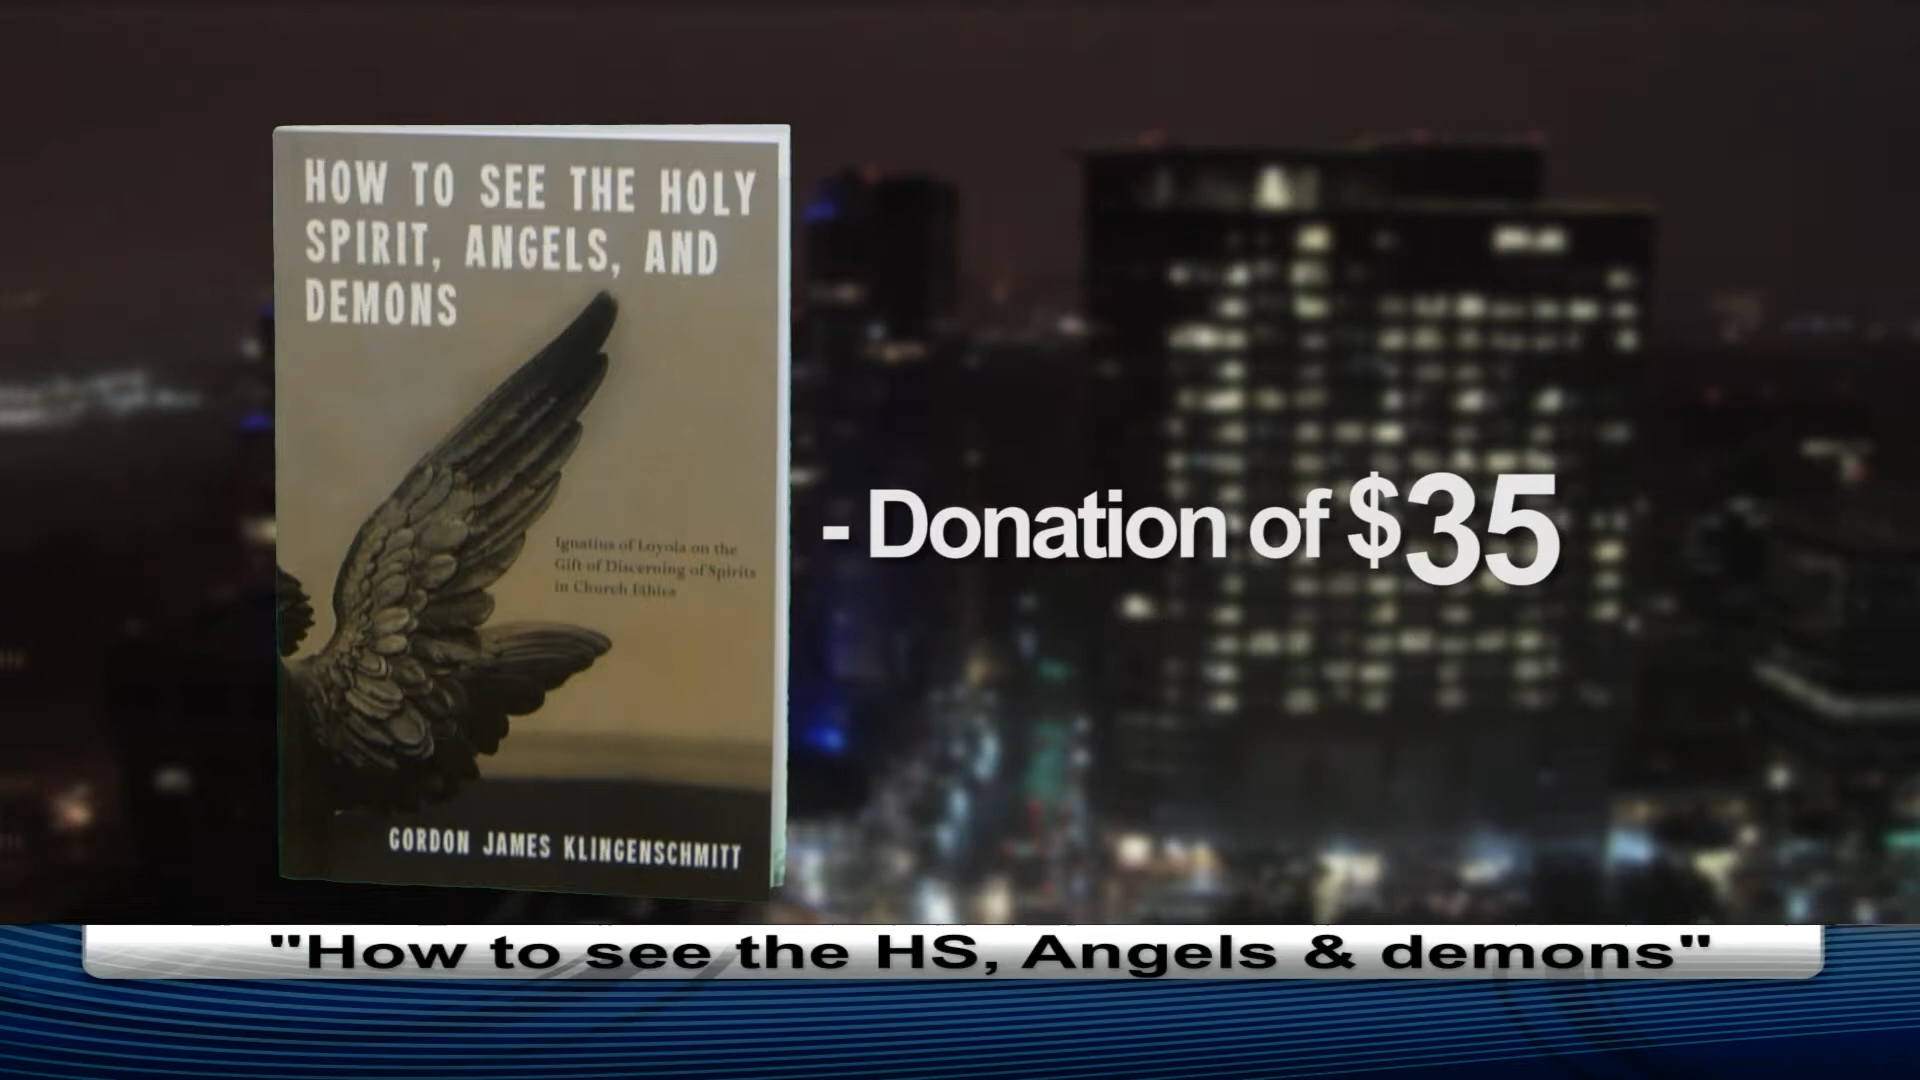 HOW TO SEE THE HOLY
SPIRIT, ANGELS, AND
DEMONS
Ignatius of Loyola on the
Gift of Discerning of Spirits
in Church Ethics
GORDON JAMES KLINGENSCHMITT
- Donation of $35
"How to see the HS, Angels & demons"